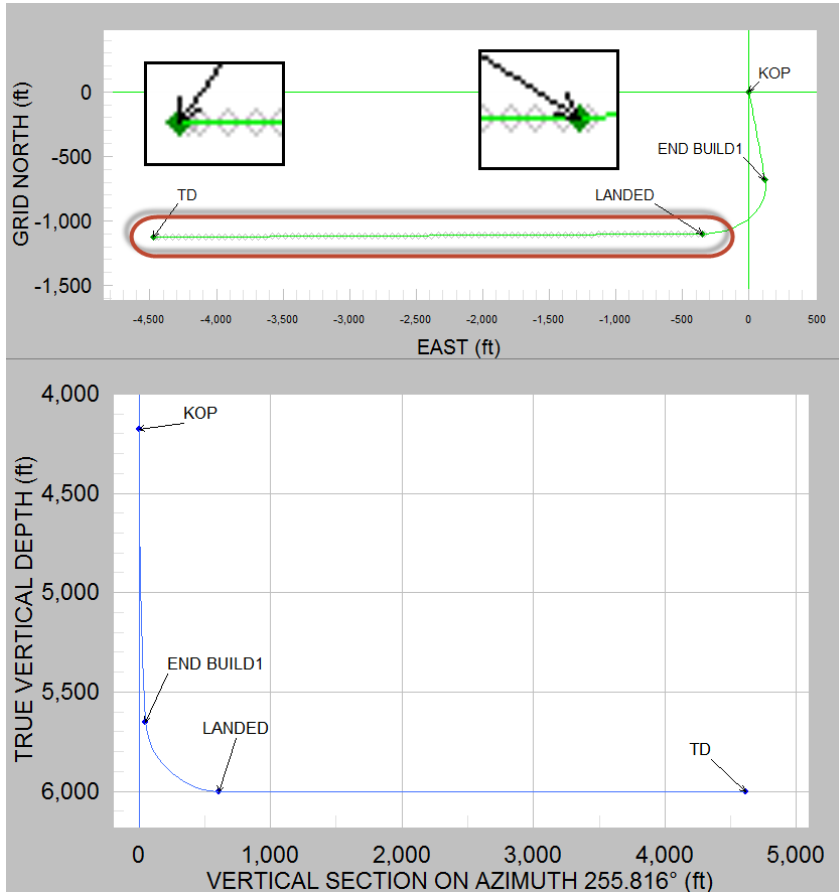 GRID NORTH (ft)
0
-500
-1,000
-1,500
KOP
END BUILD1
TD
LANDED
-4,500
-4,000
-3,500
-3,000
-2,500
-2,000
-1,500
-1,000
-500
0
500
EAST (ft)
TRUE VERTICAL DEPTH (ft)
4,000
4,500
5,000
5,500
6,000
KOP
END BUILD1
LANDED
TD
0
1,000
2,000
3,000
4,000
5,000
VERTICAL SECTION ON AZIMUTH 255.816° (ft)